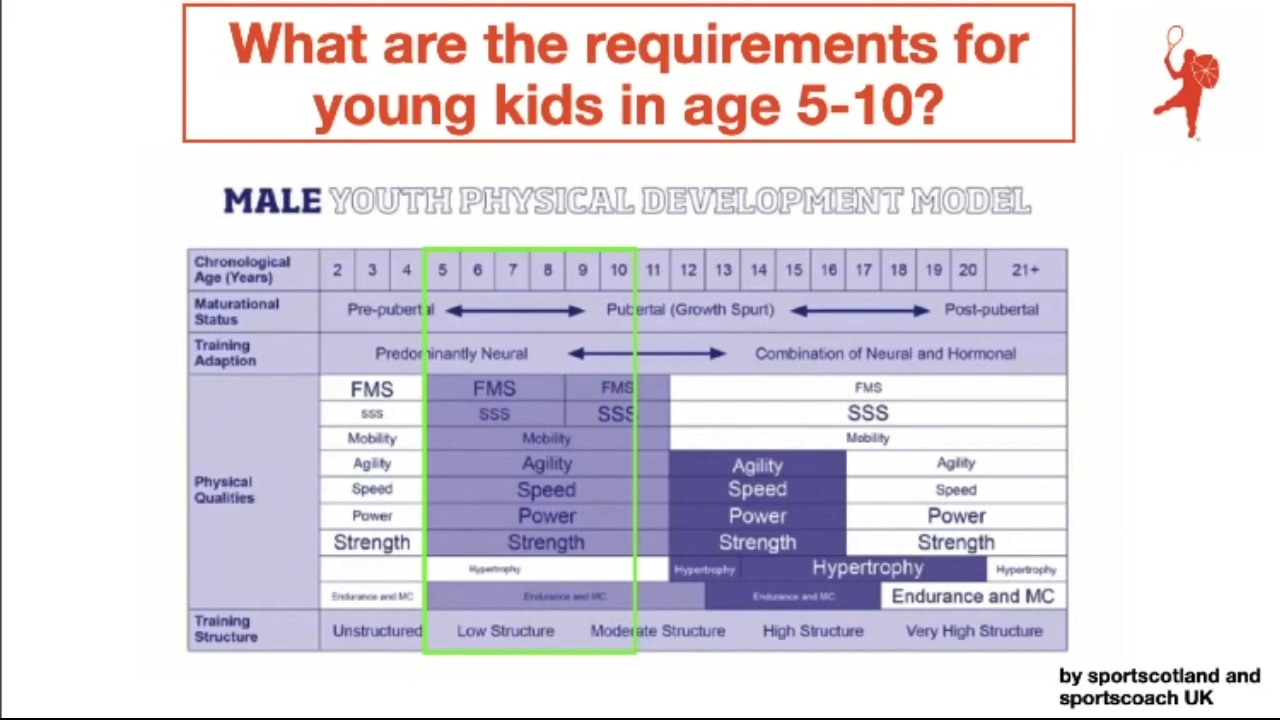 What are the requirements for
young kids in age 5-10?
MALE YOUTH PHYSICAL DEVELOPMENT MODEL
Chronological
Age (Years)
2 3 4 5 6 7 8 9 10 11 12 13 14 15 16 17 18 19 20 21+
Maturational
Status
Pre-pubertal Pubertal (Growth Spurt) Post-pubertal
Training
Adaption
Predominantly Neural Combination of Neural and Hormonal
Physical
Qualities
FMS FMS FMS FMS
SSS SSS SSS SSS
Mobility Mobility Mobility
Agility Agility Agility Agility
Speed Speed Speed Speed
Power Power Power Power
Strength Strength Strength Strength
Hypertrophy Hypertrophy Hypertrophy Hypertrophy
Endurance and MC Endurance and MC Endurance and MC Endurance and MC
Training
Structure
Unstructured Low Structure Moderate Structure High Structure Very High Structure
by sportscotland and
sportscoach UK